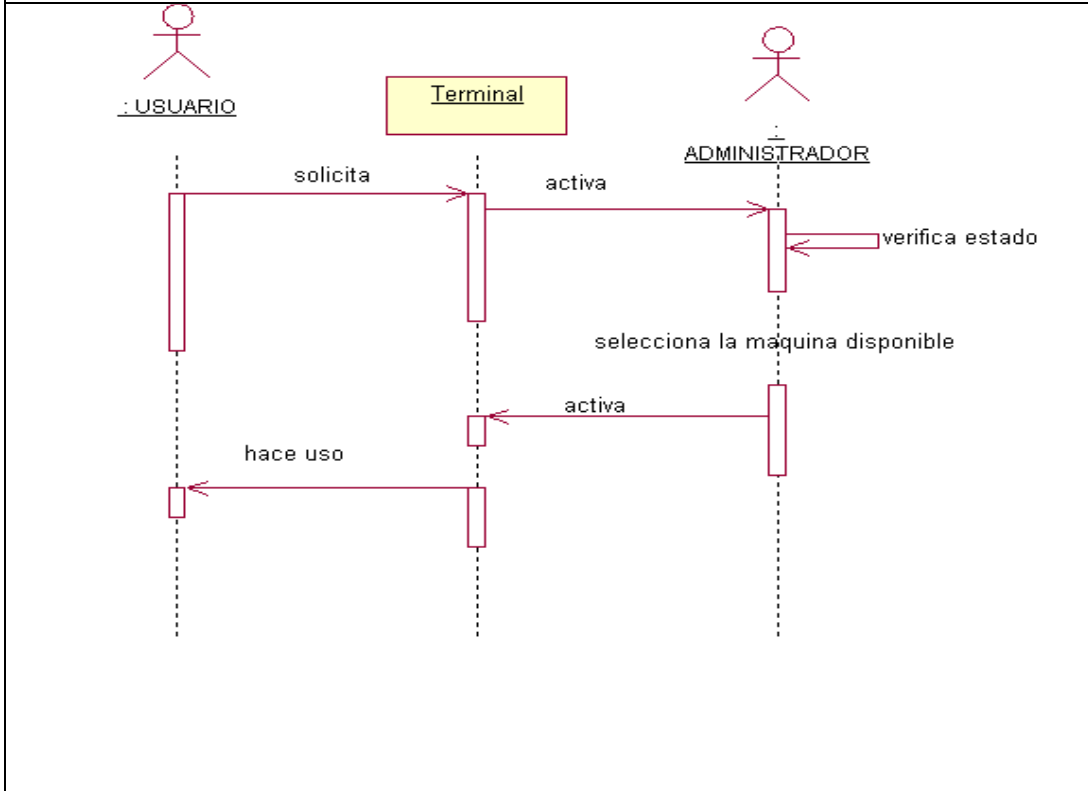 : USUARIO
Terminal
:
ADMINISTRADOR
solicita
activa
verifica estado
selecciona la maquina disponible
activa
hace uso